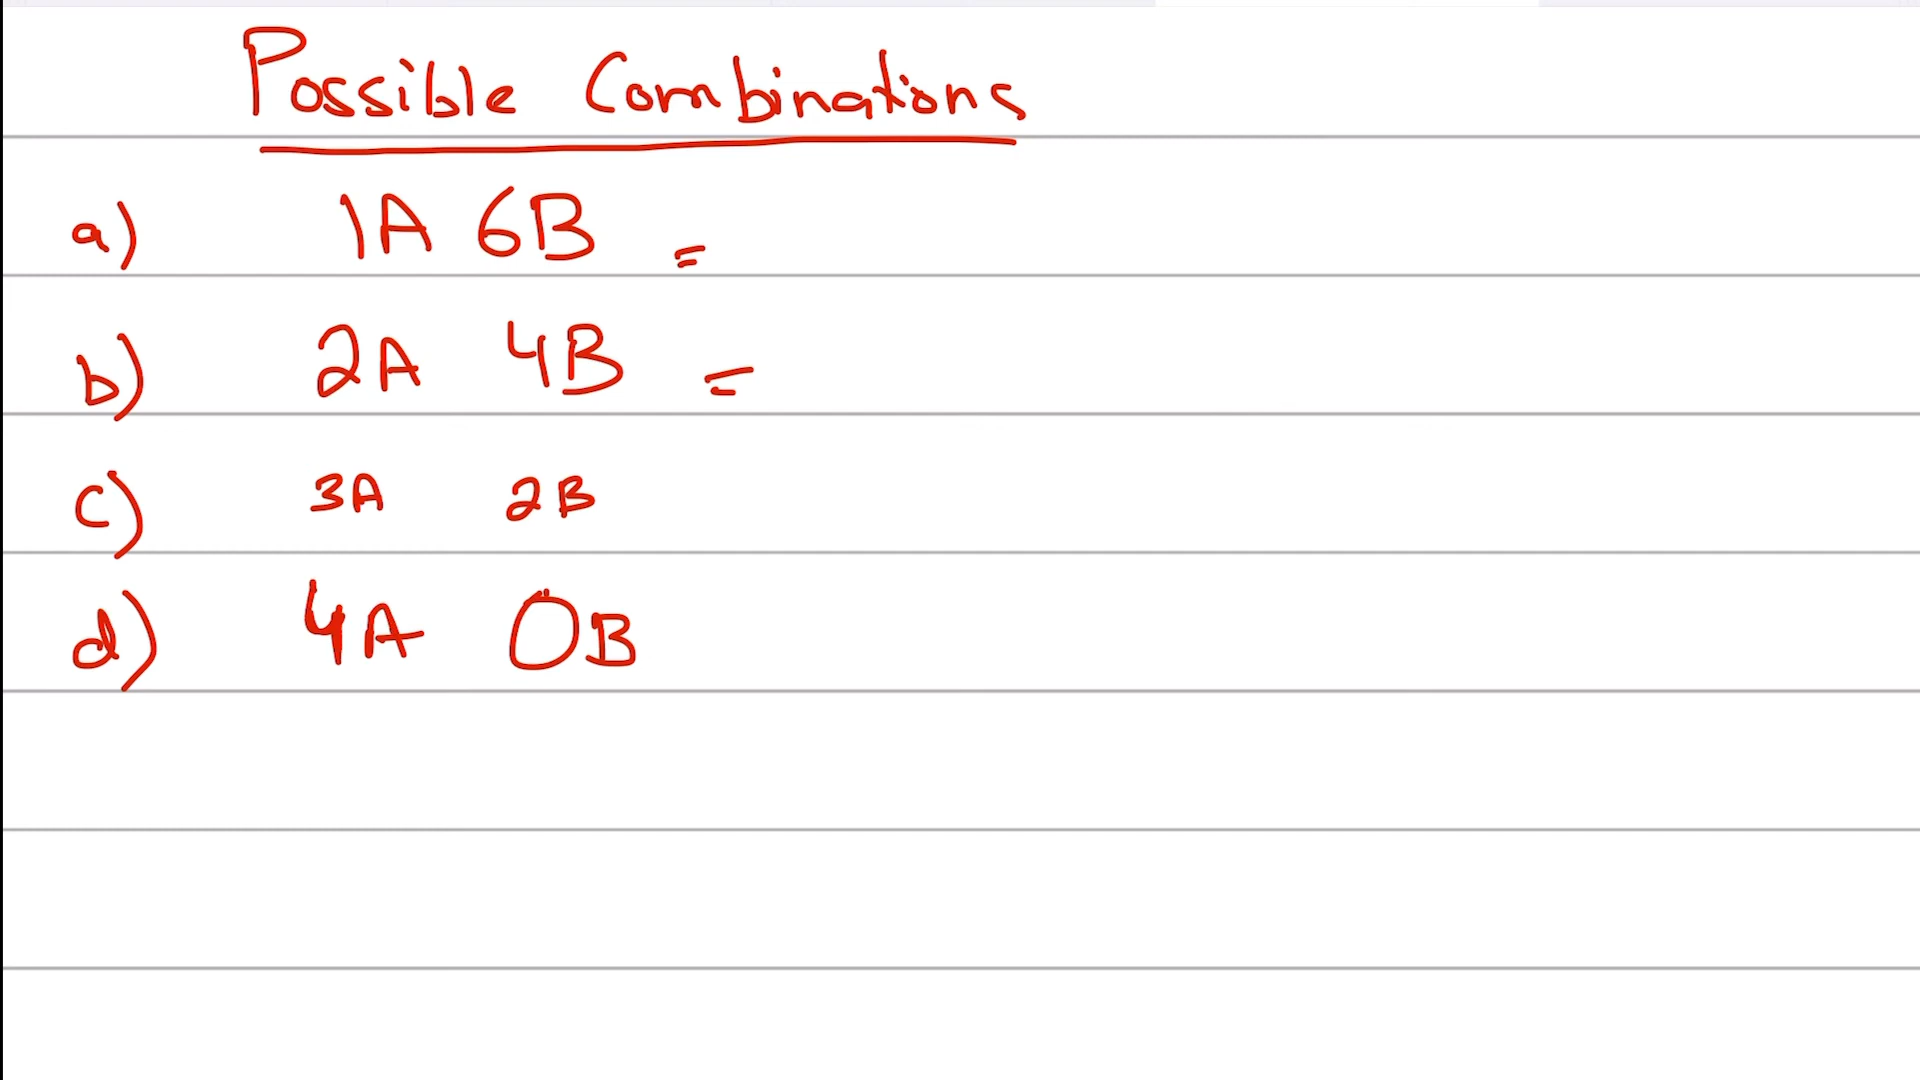 Possible Combinations
a) 1A 6B =
b) 2A 4B =
c) 3A 2B
d) 4A 0B